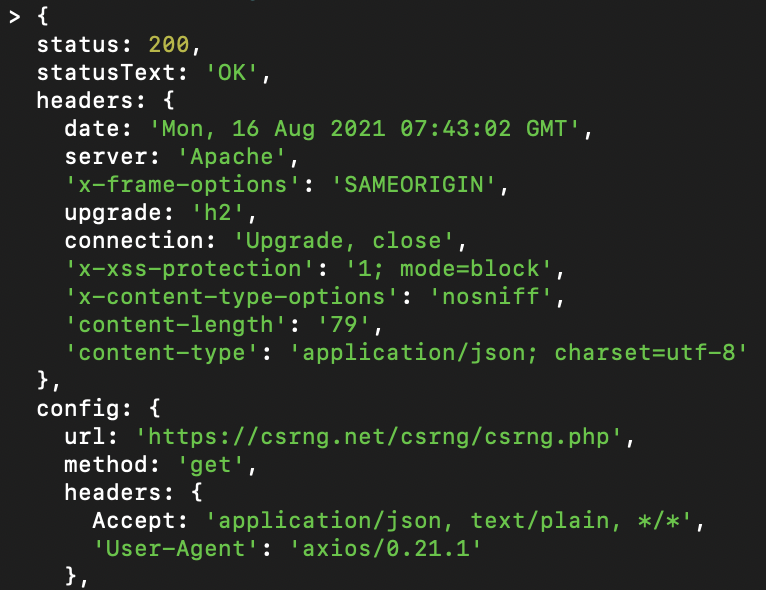 > {
status: 200,
statusText: 'OK',
headers: {
date: 'Mon, 16 Aug 2021 07:43:02 GMT',
server: 'Apache',
'x-frame-options': 'SAMEORIGIN',
upgrade: 'h2',
connection: 'Upgrade, close',
'x-xss-protection': '1; mode=block',
'x-content-type-options': 'nosniff',
'content-length': '79',
'content-type': 'application/json; charset=utf-8'
},
config: {
url: 'https://csrng.net/csrng/csrng.php',
method: 'get',
headers: {
Accept: 'application/json, text/plain, */*',
'User-Agent': 'axios/0.21.1'
},